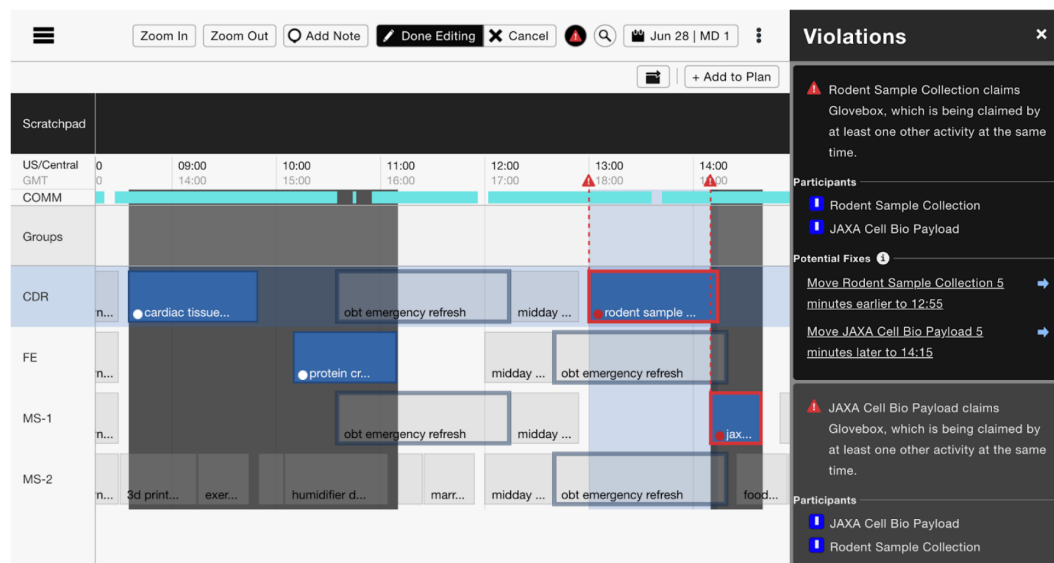 Zoom In
Zoom Out
Add Note
Done Editing
Cancel
Jun 28 | MD 1
Violations
+ Add to Plan
Scratchpad
US/Central 0 09:00 10:00 11:00 12:00 13:00 14:00
GMT 0 14:00 15:00 16:00 17:00 18:00
COMM
Groups
CDR
n... cardiac tissue... obt emergency refresh midday ... rodent sample ...
FE
n... protein cr... midday ... obt emergency refresh
MS-1
n... obt emergency refresh midday ... jax...
MS-2
n... 3d print... exer... humidifier d... marr... midday ... obt emergency refresh food...
Rodent Sample Collection claims
Glovebox, which is being claimed by
at least one other activity at the same
time.
Participants
Rodent Sample Collection
JAXA Cell Bio Payload
Potential Fixes
Move Rodent Sample Collection 5
minutes earlier to 12:55
Move JAXA Cell Bio Payload 5
minutes later to 14:15
JAXA Cell Bio Payload claims
Glovebox, which is being claimed by
at least one other activity at the same
time.
Participants
JAXA Cell Bio Payload
Rodent Sample Collection